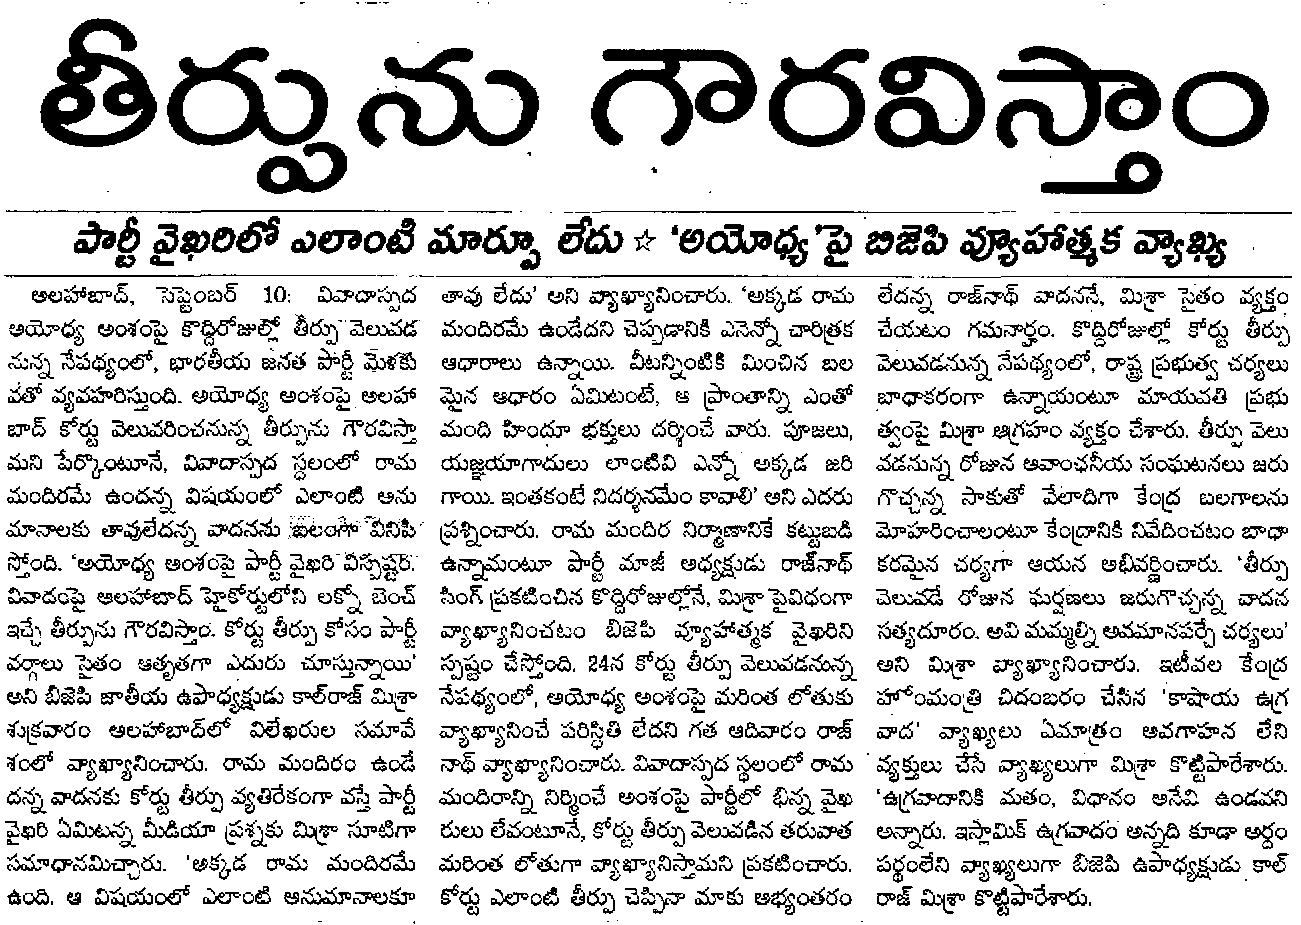 తీర్పును గౌరవిస్తాం
పార్టీ వైఖరిలో ఎలాంటి మార్పూ లేదు ☆ 'అయోధ్య'పై బిజెపి వ్యూహాత్మక వ్యాఖ్య
అలహాబాద్, సెప్టెంబర్ 10: వివాదాస్పద
అయోధ్య అంశంపై కొద్దిరోజుల్లో తీర్పు వెలువడ
నున్న నేపథ్యంలో, భారతీయ జనత పార్టీ మెళకు
వతో వ్యవహరిస్తుంది. అయోధ్య అంశంపై అలహా
బాద్ కోర్టు వెలువరించనున్న తీర్పును గౌరవిస్తా
మని పేర్కొంటూనే, వివాదాస్పద స్థలంలో రామ
మందిరమే ఉందన్న విషయంలో ఎలాంటి అను
మానాలకు తావులేదన్న వాదనను బలంగా వినిపి
స్తోంది. 'అయోధ్య అంశంపై పార్టీ వైఖరి విస్పష్టం.
వివాదంపై అలహాబాద్ హైకోర్టులోని లక్నో బెంచ్
ఇచ్చే తీర్పును గౌరవిస్తాం. కోర్టు తీర్పు కోసం పార్టీ
వర్గాలు సైతం ఆతృతగా ఎదురు చూస్తున్నాయి'
అని బీజెపి జాతీయ ఉపాధ్యక్షుడు కాల్‌రాజ్ మిశ్రా
శుక్రవారం అలహాబాద్‌లో విలేఖరుల సమావే
శంలో వ్యాఖ్యానించారు. రామ మందిరం ఉండే
దన్న వాదనకు కోర్టు తీర్పు వ్యతిరేకంగా వస్తే పార్టీ
వైఖరి ఏమిటన్న మీడియా ప్రశ్నకు మిశ్రా సూటిగా
సమాధానమిచ్చారు. 'అక్కడ రామ మందిరమే
ఉంది. ఆ విషయంలో ఎలాంటి అనుమానాలకూ
తావు లేదు' అని వ్యాఖ్యానించారు. 'అక్కడ రామ
మందిరమే ఉండేదని చెప్పడానికి ఎనెన్నో చారిత్రక
ఆధారాలు ఉన్నాయి. వీటన్నింటికి మించిన బల
మైన ఆధారం ఏమిటంటే, ఆ ప్రాంతాన్ని ఎంతో
మంది హిందూ భక్తులు దర్శించే వారు. పూజలు,
యజ్ఞయాగాదులు లాంటివి ఎన్నో అక్కడ జరి
గాయి. ఇంతకంటే నిదర్శనమేం కావాలి' అని ఎదురు
ప్రశ్నించారు. రామ మందిర నిర్మాణానికే కట్టుబడి
ఉన్నామంటూ పార్టీ మాజీ అధ్యక్షుడు రాజ్‌నాథ్
సింగ్ ప్రకటించిన కొద్దిరోజుల్లోనే, మిశ్రా పైవిధంగా
వ్యాఖ్యానించటం బీజెపి వ్యూహాత్మక వైఖరిని
స్పష్టం చేస్తోంది. 24న కోర్టు తీర్పు వెలువడనున్న
నేపథ్యంలో, అయోధ్య అంశంపై మరింత లోతుకు
వ్యాఖ్యానించే పరిస్థితి లేదని గత ఆదివారం రాజ్
నాథ్ వ్యాఖ్యానించారు. వివాదాస్పద స్థలంలో రామ
మందిరాన్ని నిర్మించే అంశంపై పార్టీలో భిన్న వైఖ
రులు లేవంటూనే, కోర్టు తీర్పు వెలువడిన తరువాత
మరింత లోతుగా వ్యాఖ్యానిస్తామని ప్రకటించారు.
కోర్టు ఎలాంటి తీర్పు చెప్పినా మాకు అభ్యంతరం
లేదన్న రాజ్‌నాథ్ వాదననే, మిశ్రా సైతం వ్యక్తం
చేయటం గమనార్హం. కొద్దిరోజుల్లో కోర్టు తీర్పు
వెలువడనున్న నేపథ్యంలో, రాష్ట్ర ప్రభుత్వ చర్యలు
బాధాకరంగా ఉన్నాయంటూ మాయవతి ప్రభు
త్వంపై మిశ్రా ఆగ్రహం వ్యక్తం చేశారు. తీర్పు వెలు
వడనున్న రోజున ఆవాంఛనీయ సంఘటనలు జరు
గొచ్చన్న సాకుతో వేలాదిగా కేంద్ర బలగాలను
మోహరించాలంటూ కేంద్రానికి నివేదించటం బాధా
కరమైన చర్యగా ఆయన అభివర్ణించారు. 'తీర్పు
వెలువడే రోజున ఘర్షణలు జరుగొచ్చన్న వాదన
సత్యదూరం. అవి మమ్మల్ని అవమానపర్చే చర్యలు'
అని మిశ్రా వ్యాఖ్యానించారు. ఇటీవల కేంద్ర
హోంమంత్రి చిదంబరం చేసిన 'కాషాయ ఉగ్ర
వాద' వ్యాఖ్యలు ఏమాత్రం అవగాహన లేని
వ్యక్తులు చేసే వ్యాఖ్యలుగా మిశ్రా కొట్టిపారేశారు.
'ఉగ్రవాదానికి మతం, విధానం అనేవి ఉండవని
అన్నారు. ఇస్లామిక్ ఉగ్రవాదం అన్నది కూడా అర్థం
పర్థంలేని వ్యాఖ్యలుగా బీజెపి ఉపాధ్యక్షుడు కాల్
రాజ్ మిశ్రా కొట్టిపారేశారు.